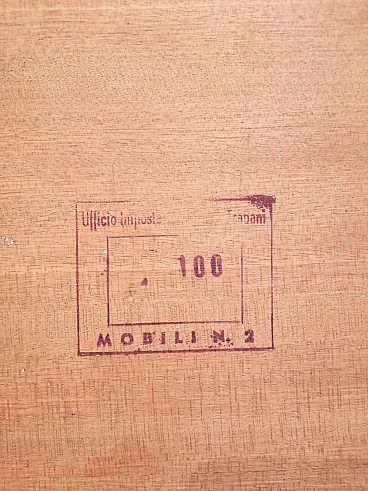 Ufficio Imposte Trapani
100
MOBILI N. 2